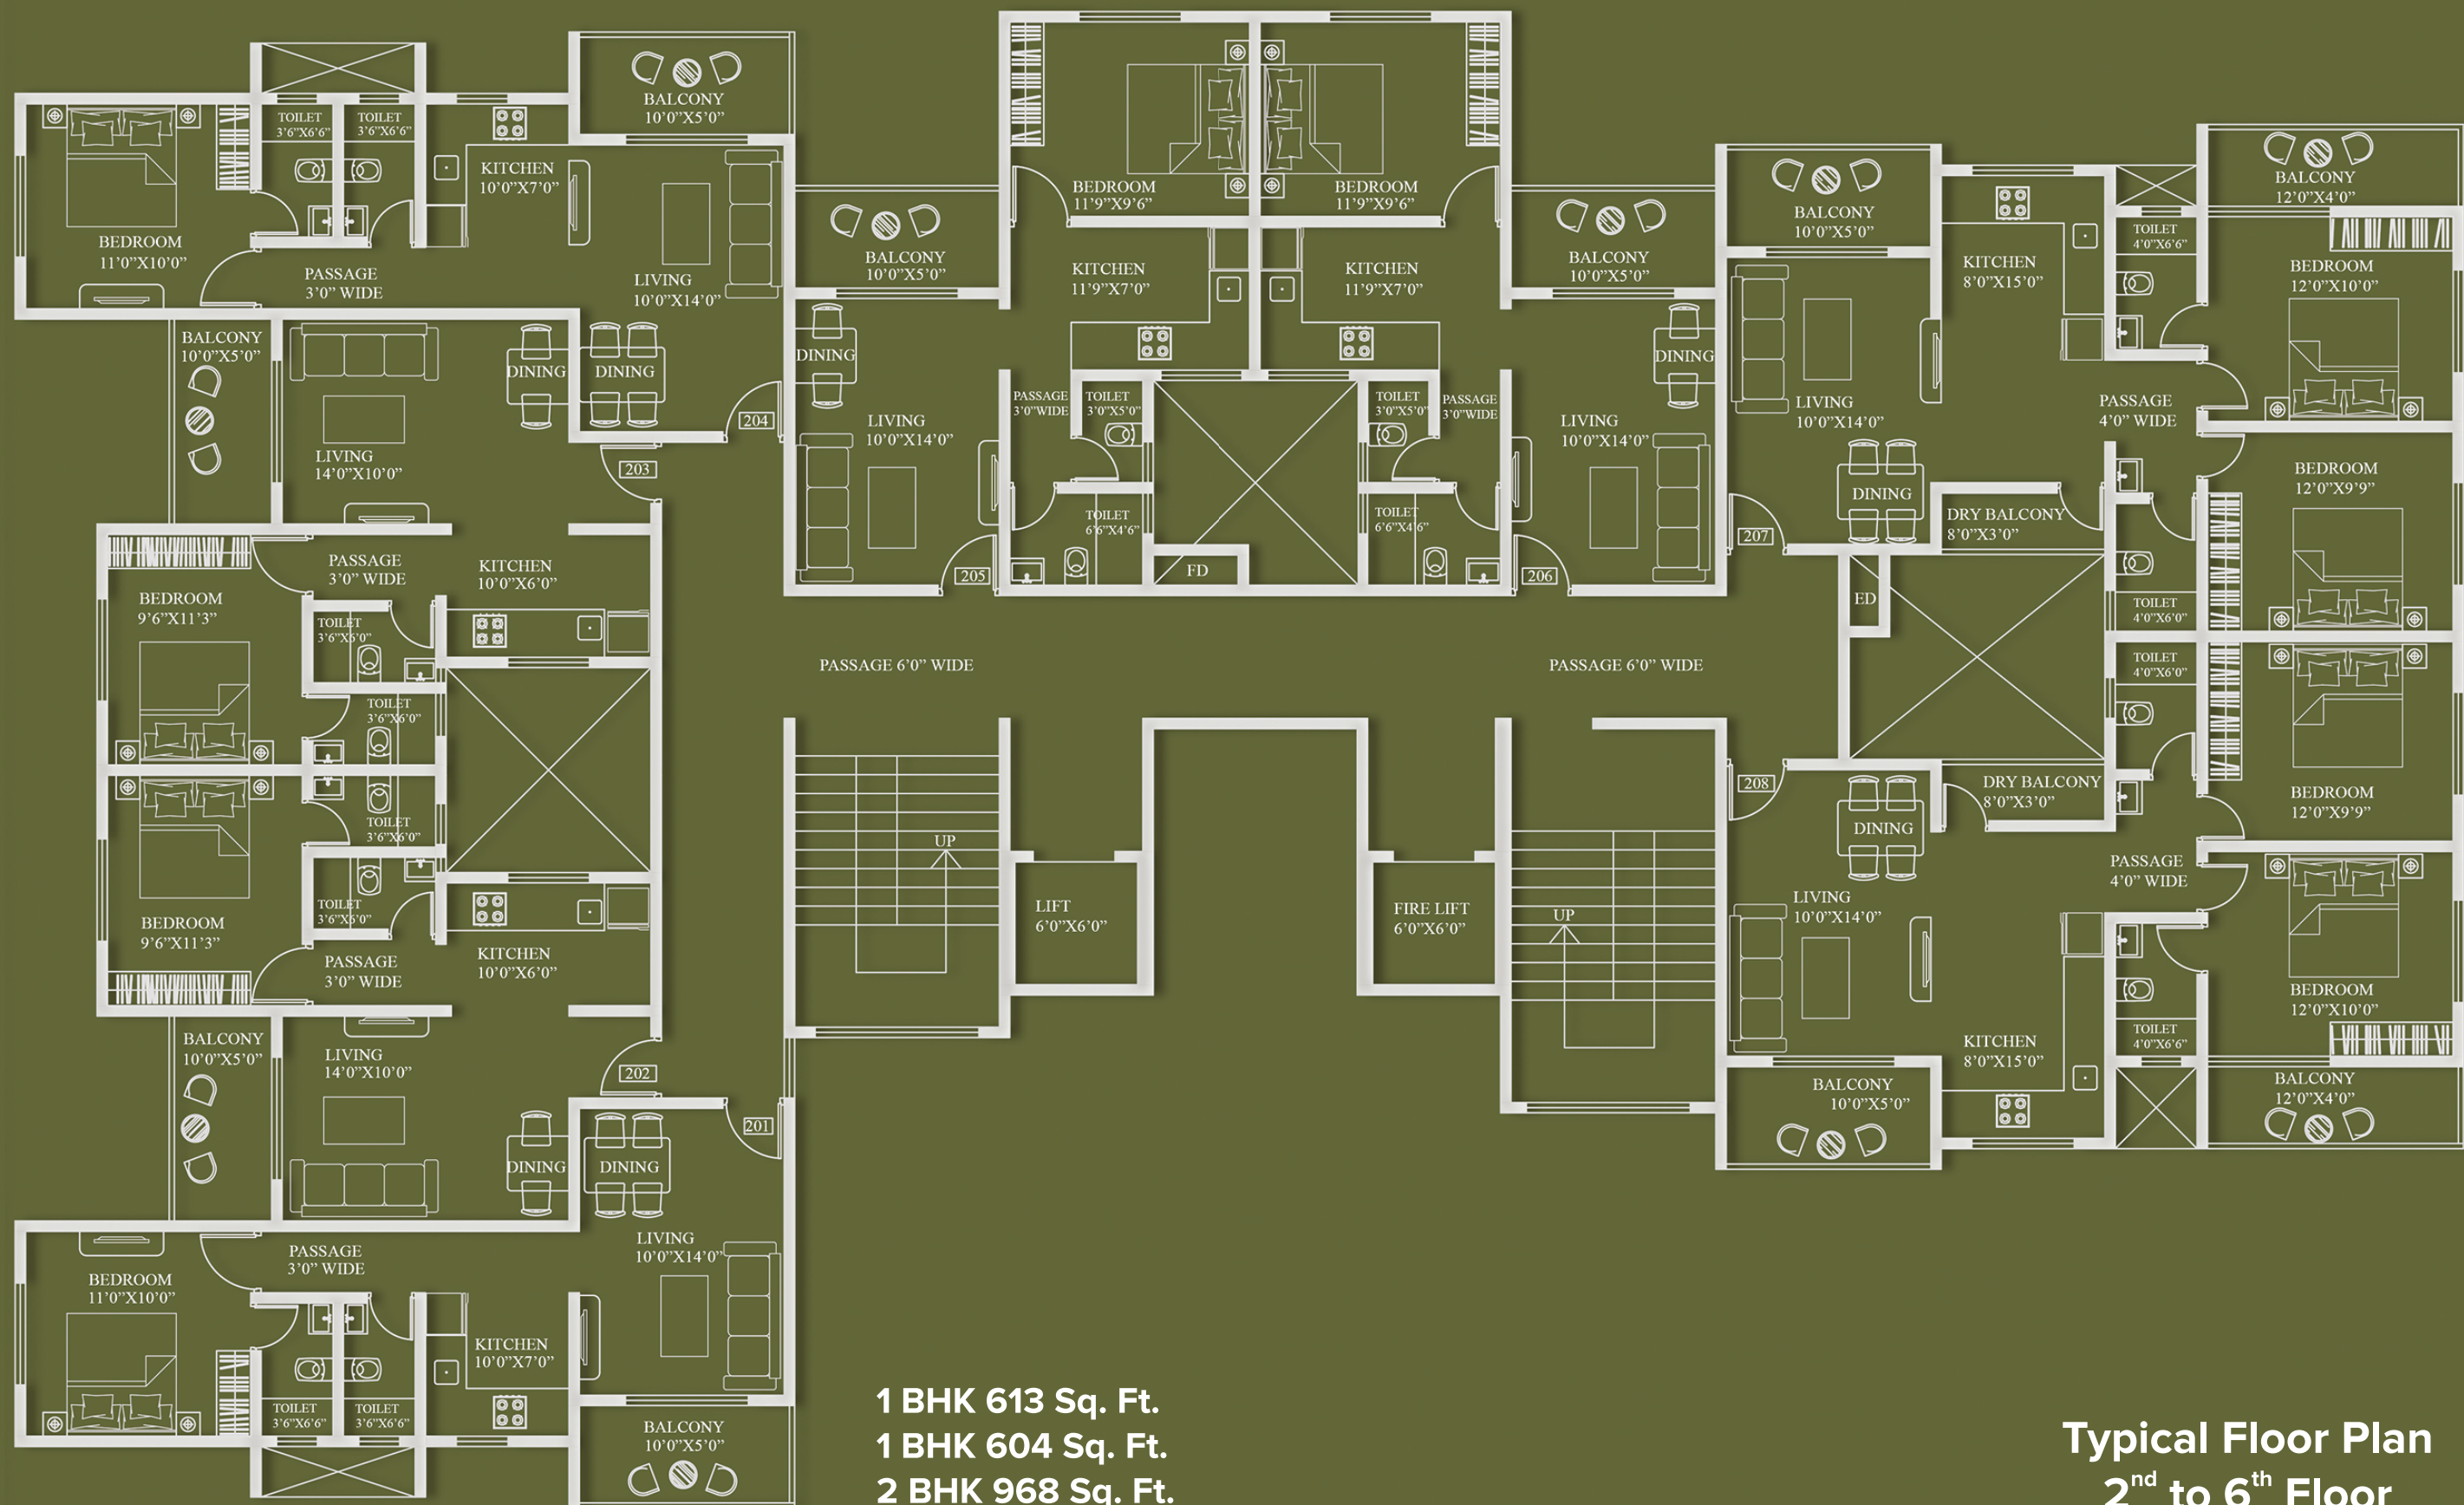 BALCONY
10'0"X5'0"
TOILET
3'6"X6'6"
TOILET
3'6"X6'6"
KITCHEN
10'0"X7'0"
BEDROOM
11'0"X10'0"
PASSAGE
3'0" WIDE
LIVING
10'0"X14'0"
DINING
204
BALCONY
10'0"X5'0"
LIVING
14'0"X10'0"
DINING
203
PASSAGE
3'0" WIDE
KITCHEN
10'0"X6'0"
BEDROOM
9'6"X11'3"
TOILET
3'6"X6'0"
TOILET
3'6"X6'0"
TOILET
3'6"X6'0"
TOILET
3'6"X6'0"
BEDROOM
9'6"X11'3"
PASSAGE
3'0" WIDE
KITCHEN
10'0"X6'0"
BALCONY
10'0"X5'0"
LIVING
14'0"X10'0"
DINING
202
201
DINING
LIVING
10'0"X14'0"
PASSAGE
3'0" WIDE
BEDROOM
11'0"X10'0"
KITCHEN
10'0"X7'0"
TOILET
3'6"X6'6"
TOILET
3'6"X6'6"
BALCONY
10'0"X5'0"
BEDROOM
11'9"X9'6"
BEDROOM
11'9"X9'6"
BALCONY
10'0"X5'0"
KITCHEN
11'9"X7'0"
KITCHEN
11'9"X7'0"
BALCONY
10'0"X5'0"
DINING
DINING
PASSAGE
3'0"WIDE
TOILET
3'0"X5'0"
TOILET
3'0"X5'0"
PASSAGE
3'0"WIDE
LIVING
10'0"X14'0"
LIVING
10'0"X14'0"
TOILET
6'6"X4'6"
TOILET
6'6"X4'6"
205
FD
206
PASSAGE 6'0" WIDE
PASSAGE 6'0" WIDE
UP
LIFT
6'0"X6'0"
FIRE LIFT
6'0"X6'0"
UP
BALCONY
10'0"X5'0"
BALCONY
12'0"X4'0"
TOILET
4'0"X6'6"
KITCHEN
8'0"X15'0"
BEDROOM
12'0"X10'0"
LIVING
10'0"X14'0"
PASSAGE
4'0" WIDE
BEDROOM
12'0"X9'9"
DINING
DRY BALCONY
8'0"X3'0"
207
ED
TOILET
4'0"X6'0"
TOILET
4'0"X6'0"
208
DRY BALCONY
8'0"X3'0"
BEDROOM
12'0"X9'9"
DINING
PASSAGE
4'0" WIDE
LIVING
10'0"X14'0"
BEDROOM
12'0"X10'0"
KITCHEN
8'0"X15'0"
TOILET
4'0"X6'6"
BALCONY
10'0"X5'0"
BALCONY
12'0"X4'0"
1 BHK 613 Sq. Ft.
1 BHK 604 Sq. Ft.
2 BHK 968 Sq. Ft.
Typical Floor Plan
2nd to 6th Floor